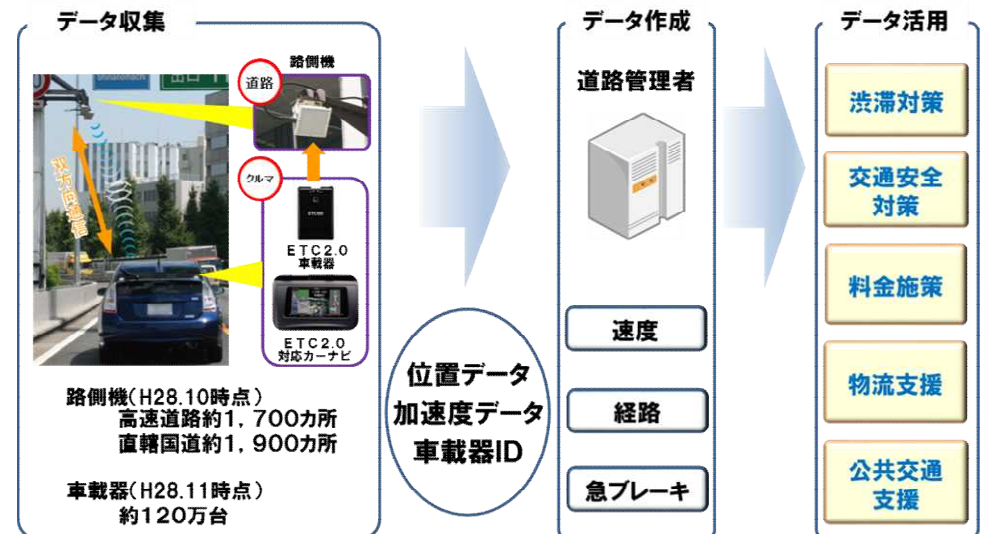 データ収集
路側機
道路
双方向通信
クルマ
ETC2.0
車載器
ETC2.0
対応カーナビ
路側機(H28.10時点)
高速道路約1,700カ所
直轄国道約1,900カ所
車載器(H28.11時点)
約120万台
位置データ
加速度データ
車載器ID
データ作成
道路管理者
速度
経路
急ブレーキ
データ活用
渋滞対策
交通安全
対策
料金施策
物流支援
公共交通
支援